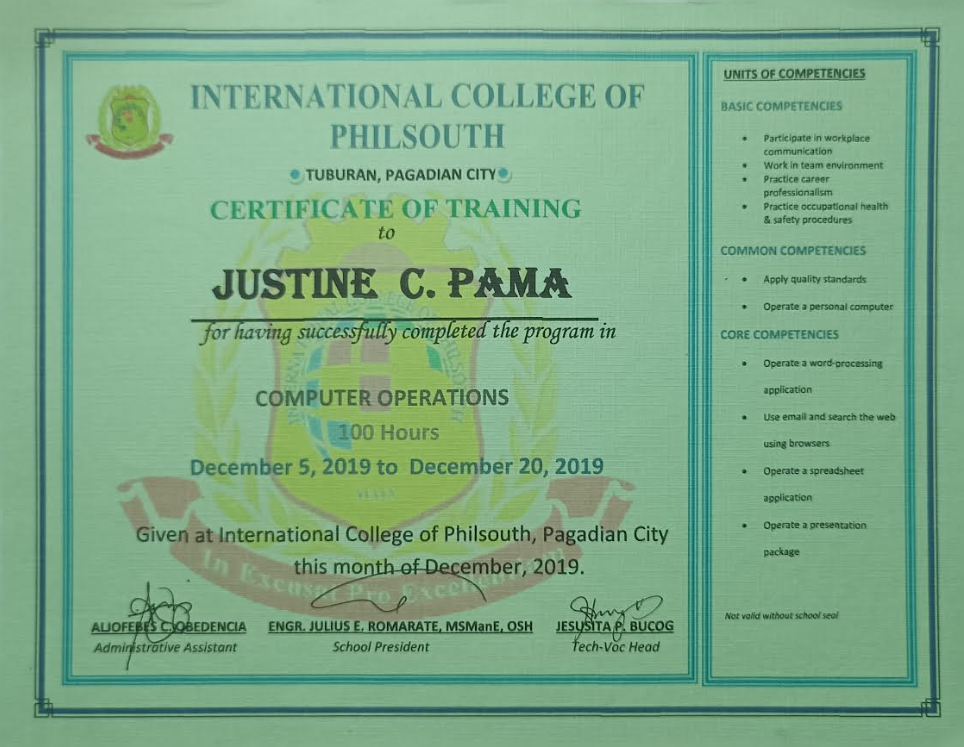 INTERNATIONAL COLLEGE OF
PHILSOUTH
TUBURAN, PAGADIAN CITY
CERTIFICATE OF TRAINING
to
JUSTINE C. PAMA
for having successfully completed the program in
COMPUTER OPERATIONS
100 Hours
December 5, 2019 to December 20, 2019
Given at International College of Philsouth, Pagadian City
this month of December, 2019.
ALJOFEBES C. OBEDENCIA
Administrative Assistant
ENGR. JULIUS E. ROMARATE, MSManE, OSH
School President
JESUSITA P. BUCOG
Tech-Voc Head
UNITS OF COMPETENCIES
BASIC COMPETENCIES
• Participate in workplace
communication
• Work in team environment
• Practice career
professionalism
• Practice occupational health
& safety procedures
COMMON COMPETENCIES
• Apply quality standards
• Operate a personal computer
CORE COMPETENCIES
• Operate a word-processing
application
• Use email and search the web
using browsers
• Operate a spreadsheet
application
• Operate a presentation
package
Not valid without school seal